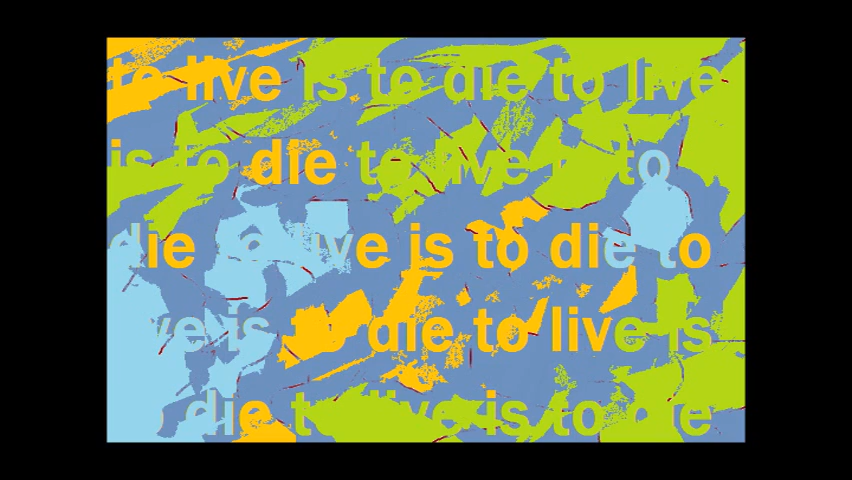 to live is to die to live
is to die to live is to
die to live is to die to
live is to die to live is
to die to live is to die